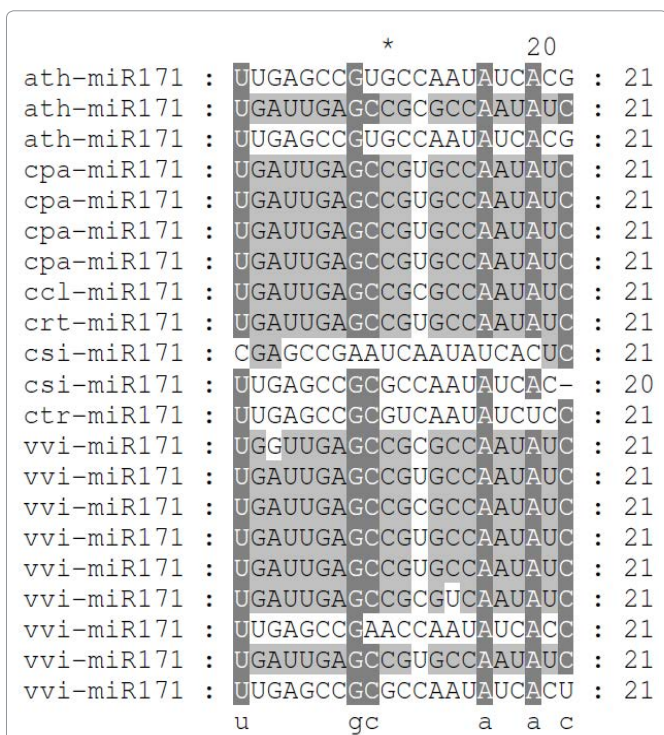 * 20
ath-miR171 : UUGAGCCGUGCCAAUAUCACG : 21
ath-miR171 : UGAUUGAGCCGCGCCAAUAUC : 21
ath-miR171 : UUGAGCCGUGCCAAUAUCACG : 21
cpa-miR171 : UGAUUGAGCCGUGCCAAUAUC : 21
cpa-miR171 : UGAUUGAGCCGUGCCAAUAUC : 21
cpa-miR171 : UGAUUGAGCCGUGCCAAUAUC : 21
cpa-miR171 : UGAUUGAGCCGUGCCAAUAUC : 21
ccl-miR171 : UGAUUGAGCCGCGCCAAUAUC : 21
crt-miR171 : UGAUUGAGCCGUGCCAAUAUC : 21
csi-miR171 : CGAGCCGAAUCAAUAUCACUC : 21
csi-miR171 : UUGAGCCGCGCCAAUAUCAC- : 20
ctr-miR171 : UUGAGCCGCGUCAAUAUCUCC : 21
vvi-miR171 : UGGUUGAGCCGCGCCAAUAUC : 21
vvi-miR171 : UGAUUGAGCCGUGCCAAUAUC : 21
vvi-miR171 : UGAUUGAGCCGCGCCAAUAUC : 21
vvi-miR171 : UGAUUGAGCCGUGCCAAUAUC : 21
vvi-miR171 : UGAUUGAGCCGUGCCAAUAUC : 21
vvi-miR171 : UGAUUGAGCCGCGUCAAUAUC : 21
vvi-miR171 : UUGAGCCGAACCAAUAUCACC : 21
vvi-miR171 : UGAUUGAGCCGUGCCAAUAUC : 21
vvi-miR171 : UUGAGCCGCGCCAAUAUCACU : 21
u gc a a c